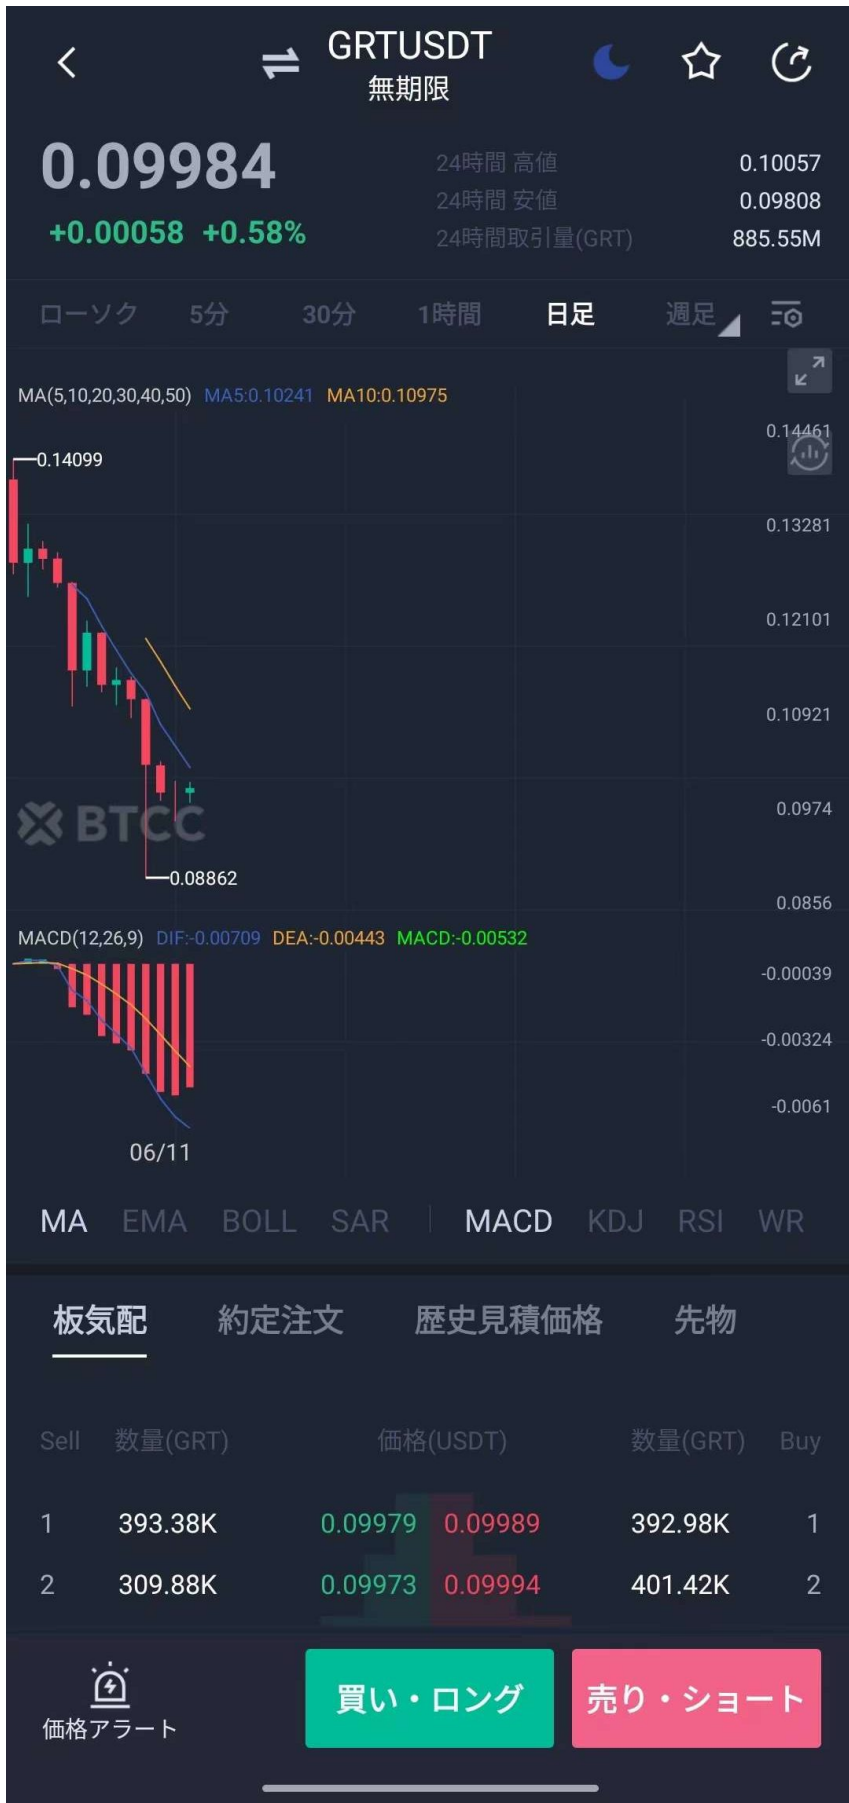 GRTUSDT
無期限
0.09984
+0.00058 +0.58%
24時間 高値 0.10057
24時間 安値 0.09808
24時間取引量(GRT) 885.55M
ローソク 5分 30分 1時間 日足 週足
MA(5,10,20,30,40,50) MA5:0.10241 MA10:0.10975
0.14461
0.14099
0.13281
0.12101
0.10921
0.0974
BTCC
0.08862
0.0856
MACD(12,26,9) DIF:-0.00709 DEA:-0.00443 MACD:-0.00532
-0.00039
-0.00324
-0.0061
06/11
MA EMA BOLL SAR MACD KDJ RSI WR
板気配 約定注文 歴史見積価格 先物
Sell 数量(GRT) 価格(USDT) 数量(GRT) Buy
1 393.38K 0.09979 0.09989 392.98K 1
2 309.88K 0.09973 0.09994 401.42K 2
価格アラート 買い・ロング 売り・ショート